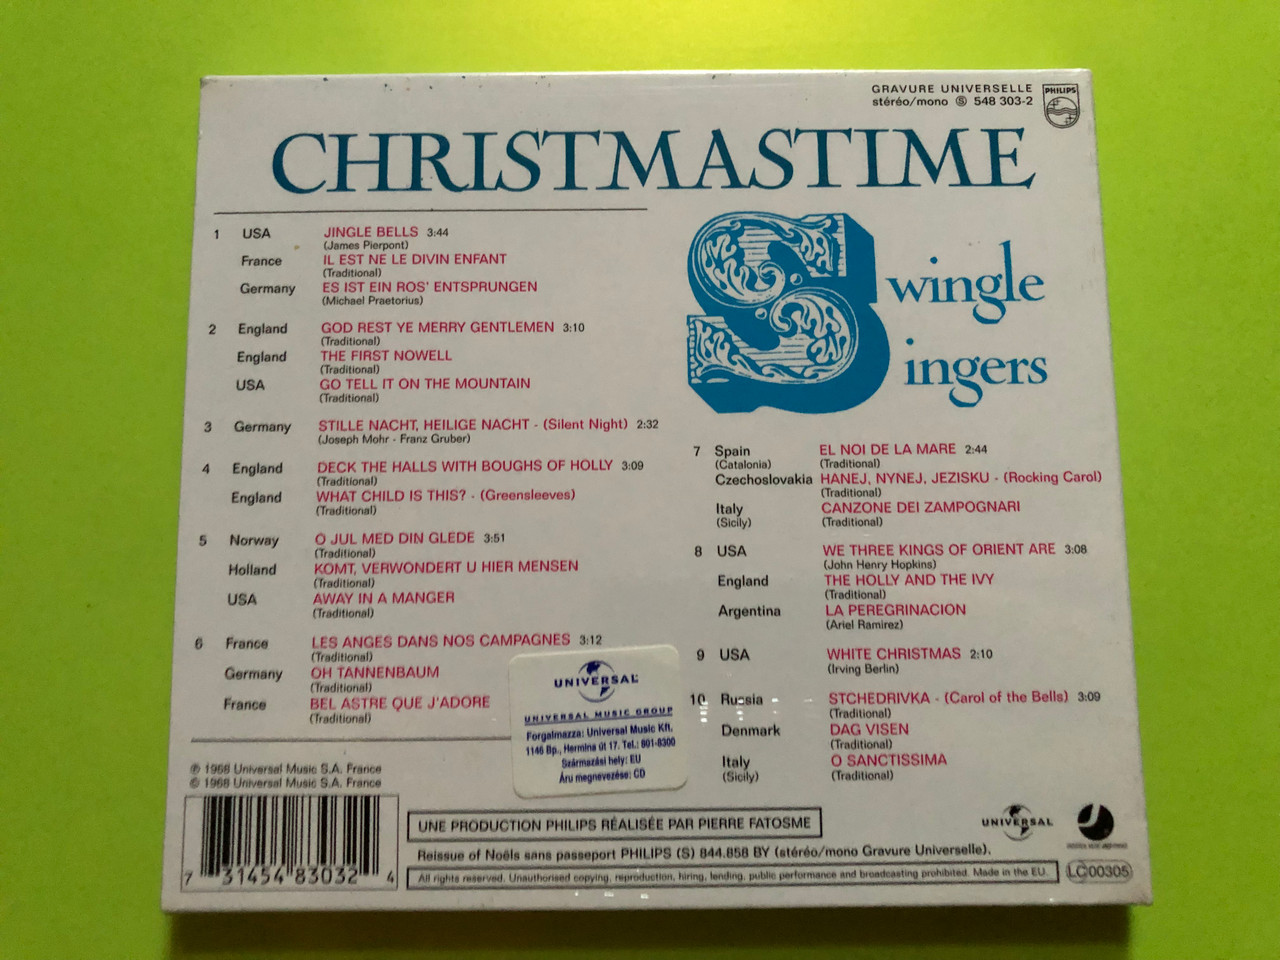 GRAVURE UNIVERSELLE
stéréo/mono Ⓢ 548 303-2
PHILIPS
CHRISTMASTIME
Swingle
Singers
1 USA JINGLE BELLS 3:44
(James Pierpont)
France IL EST NE LE DIVIN ENFANT
(Traditional)
Germany ES IST EIN ROS' ENTSPRUNGEN
(Michael Praetorius)
2 England GOD REST YE MERRY GENTLEMEN 3:10
(Traditional)
England THE FIRST NOWELL
(Traditional)
USA GO TELL IT ON THE MOUNTAIN
(Traditional)
3 Germany STILLE NACHT, HEILIGE NACHT - (Silent Night) 2:32
(Joseph Mohr - Franz Gruber)
4 England DECK THE HALLS WITH BOUGHS OF HOLLY 3:09
(Traditional)
England WHAT CHILD IS THIS? - (Greensleeves)
(Traditional)
5 Norway O JUL MED DIN GLEDE 3:51
(Traditional)
Holland KOMT, VERWONDERT U HIER MENSEN
(Traditional)
USA AWAY IN A MANGER
(Traditional)
6 France LES ANGES DANS NOS CAMPAGNES 3:12
(Traditional)
Germany OH TANNENBAUM
(Traditional)
France BEL ASTRE QUE J'ADORE
(Traditional)
7 Spain EL NOI DE LA MARE 2:44
(Catalonia) (Traditional)
Czechoslovakia HANEJ, NYNEJ, JEZISKU - (Rocking Carol)
(Traditional)
Italy CANZONE DEI ZAMPOGNARI
(Sicily) (Traditional)
8 USA WE THREE KINGS OF ORIENT ARE 3:08
(John Henry Hopkins)
England THE HOLLY AND THE IVY
(Traditional)
Argentina LA PEREGRINACION
(Ariel Ramirez)
9 USA WHITE CHRISTMAS 2:10
(Irving Berlin)
10 Russia STCHEDRIVKA - (Carol of the Bells) 3:09
(Traditional)
Denmark DAG VISEN
(Traditional)
Italy O SANCTISSIMA
(Sicily) (Traditional)
UNIVERSAL
UNIVERSAL MUSIC GROUP
Forgalmazza: Universal Music Kft.
1146 Bp., Hermina út 17. Tel.: 601-8300
Származási hely: EU
Áru megnevezése: CD
℗ 1968 Universal Music S.A. France
© 1968 Universal Music S.A. France
7 31454 83032 4
UNE PRODUCTION PHILIPS RÉALISÉE PAR PIERRE FATOSME
Reissue of Noëls sans passeport PHILIPS (S) 844.858 BY (stéréo/mono Gravure Universelle).
All rights reserved. Unauthorised copying, reproduction, hiring, lending, public performance and broadcasting prohibited. Made in the EU.
UNIVERSAL
LC00305